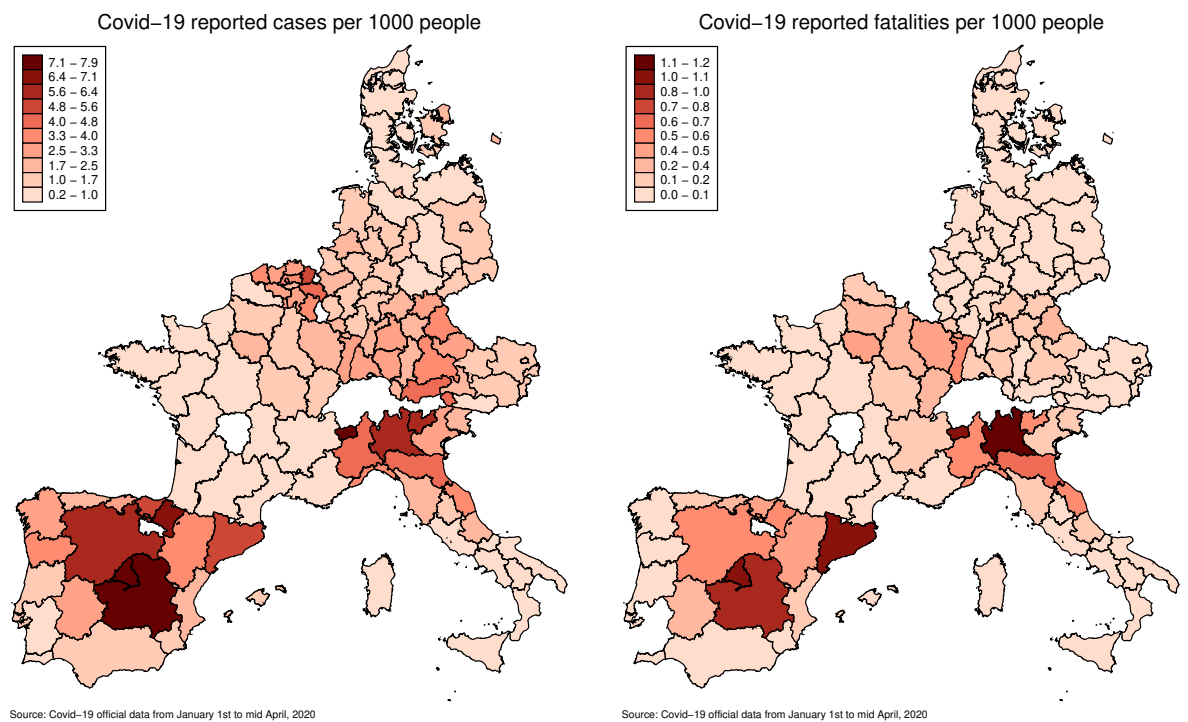 Covid−19 reported cases per 1000 people
7.1 − 7.9
6.4 − 7.1
5.6 − 6.4
4.8 − 5.6
4.0 − 4.8
3.3 − 4.0
2.5 − 3.3
1.7 − 2.5
1.0 − 1.7
0.2 − 1.0
Source: Covid−19 official data from January 1st to mid April, 2020
Covid−19 reported fatalities per 1000 people
1.1 − 1.2
1.0 − 1.1
0.8 − 1.0
0.7 − 0.8
0.6 − 0.7
0.5 − 0.6
0.4 − 0.5
0.2 − 0.4
0.1 − 0.2
0.0 − 0.1
Source: Covid−19 official data from January 1st to mid April, 2020